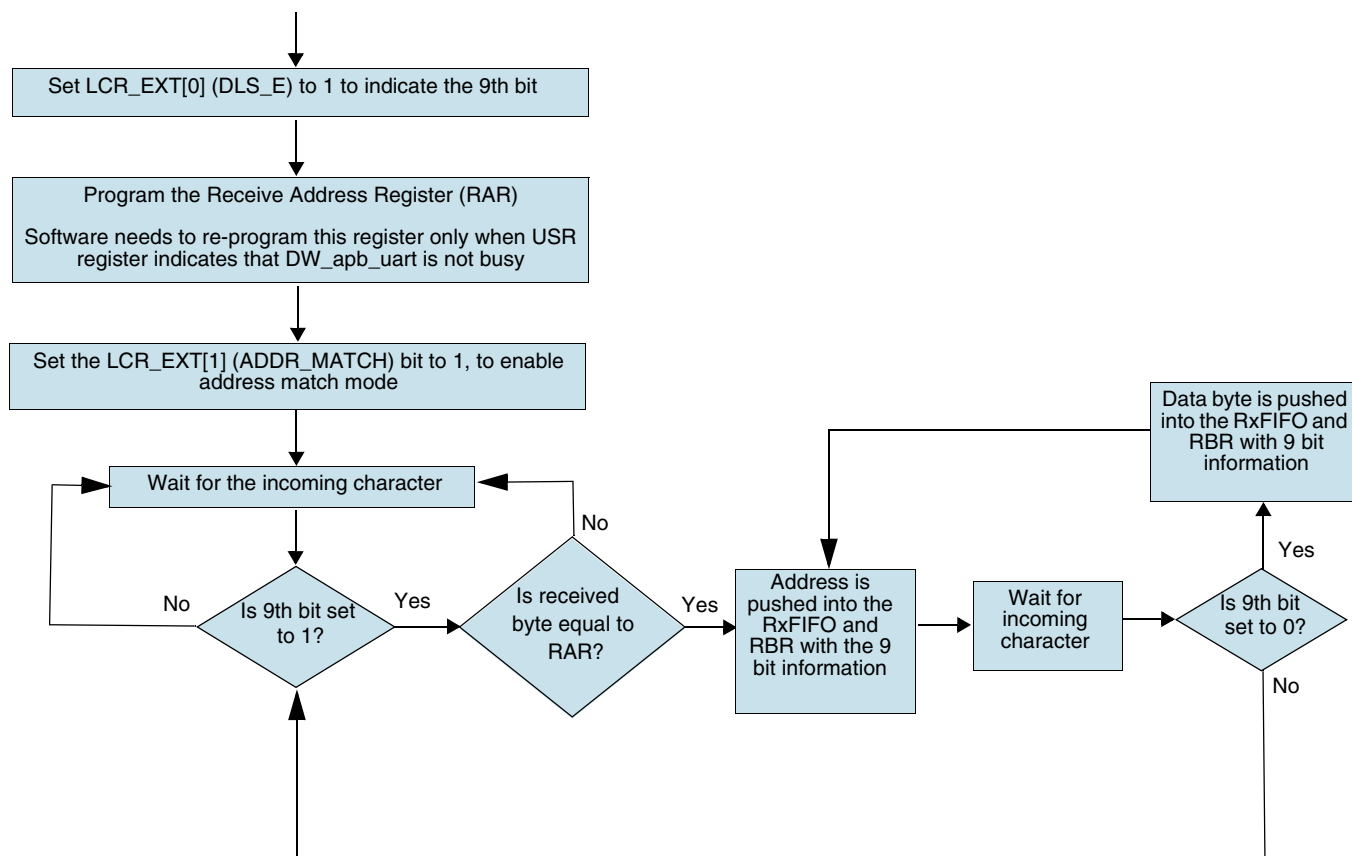 Set LCR_EXT[0] (DLS_E) to 1 to indicate the 9th bit
Program the Receive Address Register (RAR)
Software needs to re-program this register only when USR
register indicates that DW_apb_uart is not busy
Set the LCR_EXT[1] (ADDR_MATCH) bit to 1, to enable
address match mode
Wait for the incoming character
No
Is 9th bit set
to 1?
Yes
No
Is received
byte equal to
RAR?
Yes
Address is
pushed into the
RxFIFO and
RBR with the 9
bit information
Wait for
incoming
character
Is 9th bit
set to 0?
Yes
No
Data byte is pushed
into the RxFIFO and
RBR with 9 bit
information